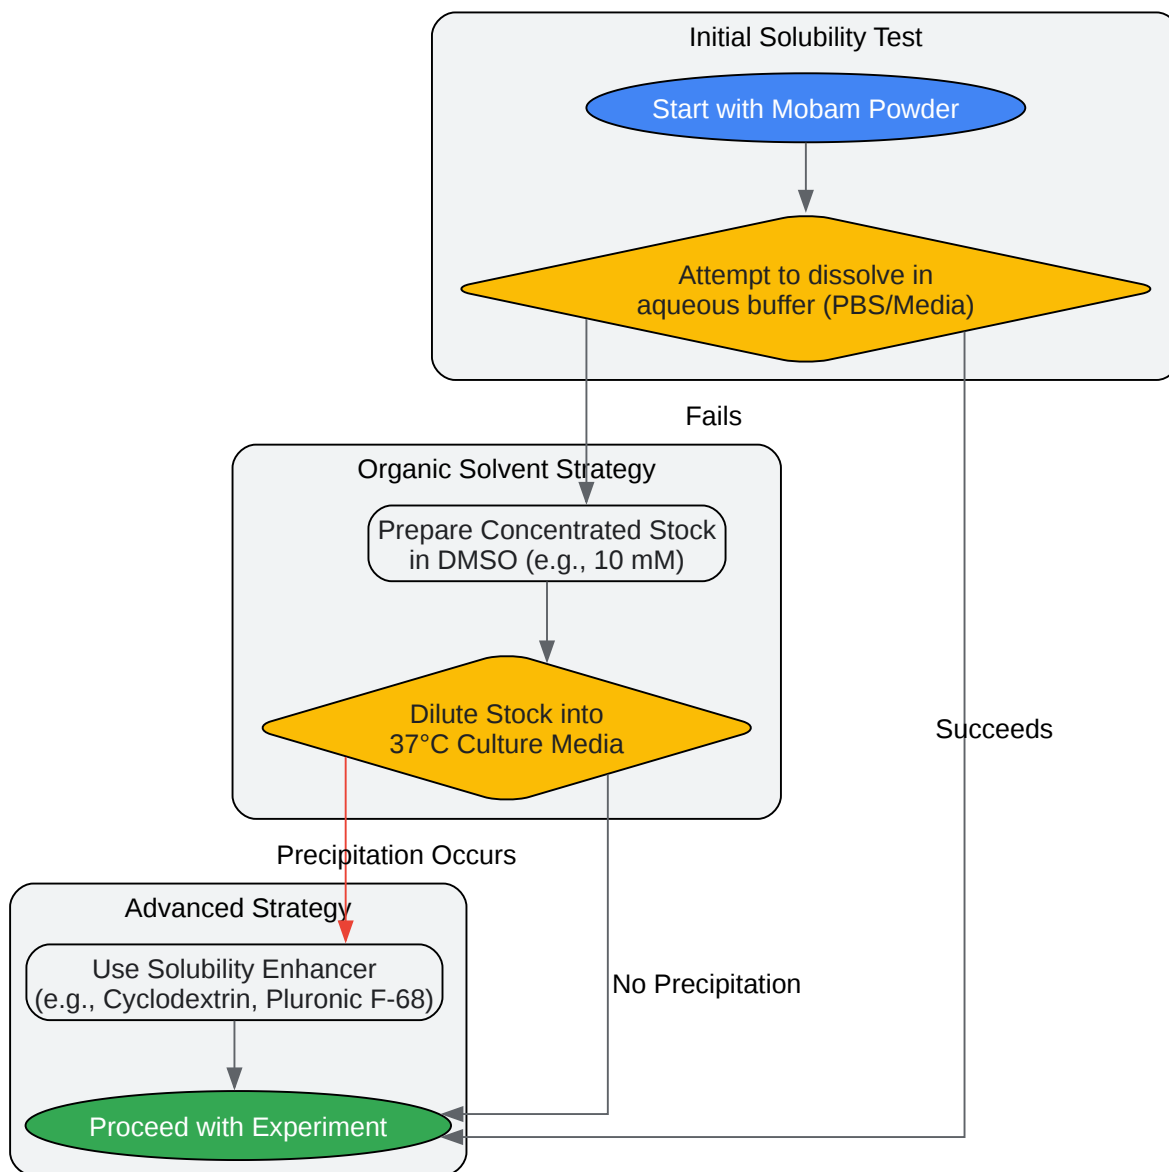 Initial Solubility Test
Start with Mobam Powder
Attempt to dissolve in
aqueous buffer (PBS/Media)
Fails
Organic Solvent Strategy
Prepare Concentrated Stock
in DMSO (e.g., 10 mM)
Dilute Stock into
37°C Culture Media
Succeeds
Precipitation Occurs
Advanced Strategy
Use Solubility Enhancer
(e.g., Cyclodextrin, Pluronic F-68)
No Precipitation
Proceed with Experiment